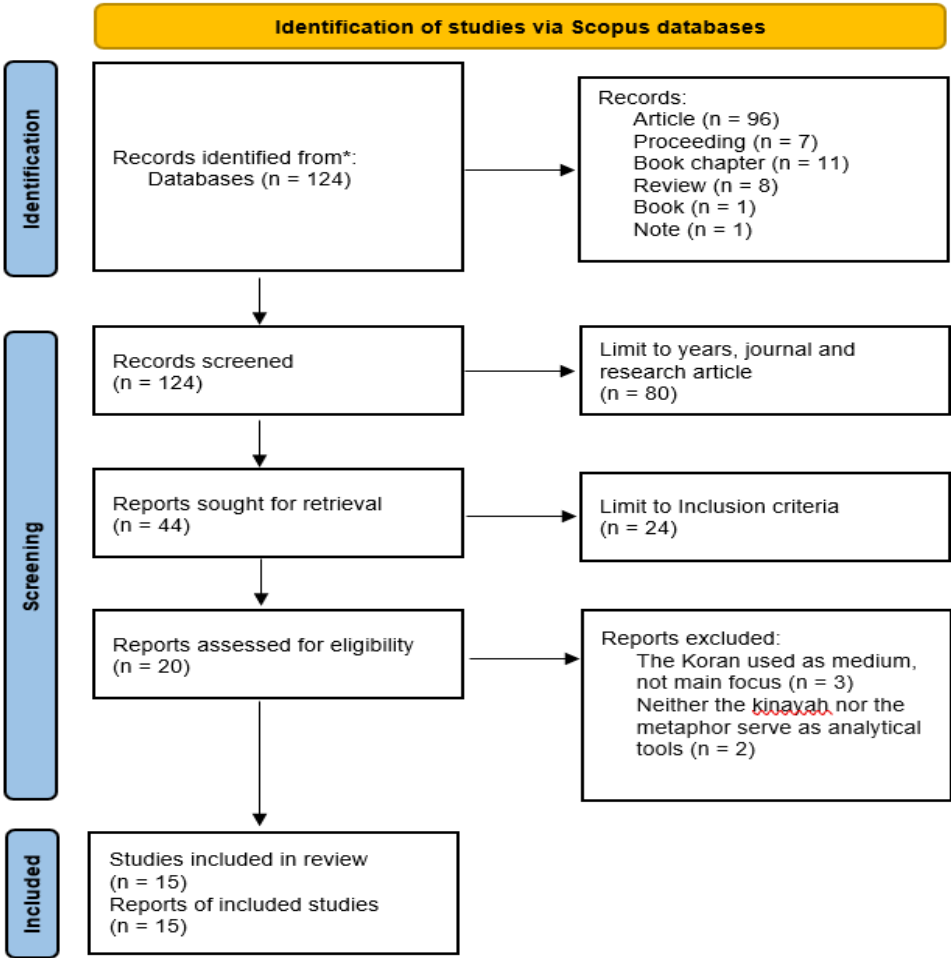 Identification of studies via Scopus databases
Identification
Records identified from*:
Databases (n = 124)
Records:
Article (n = 96)
Proceeding (n = 7)
Book chapter (n = 11)
Review (n = 8)
Book (n = 1)
Note (n = 1)
Screening
Records screened
(n = 124)
Limit to years, journal and
research article
(n = 80)
Reports sought for retrieval
(n = 44)
Limit to Inclusion criteria
(n = 24)
Reports assessed for eligibility
(n = 20)
Reports excluded:
The Koran used as medium,
not main focus (n = 3)
Neither the kinayah nor the
metaphor serve as analytical
tools (n = 2)
Included
Studies included in review
(n = 15)
Reports of included studies
(n = 15)